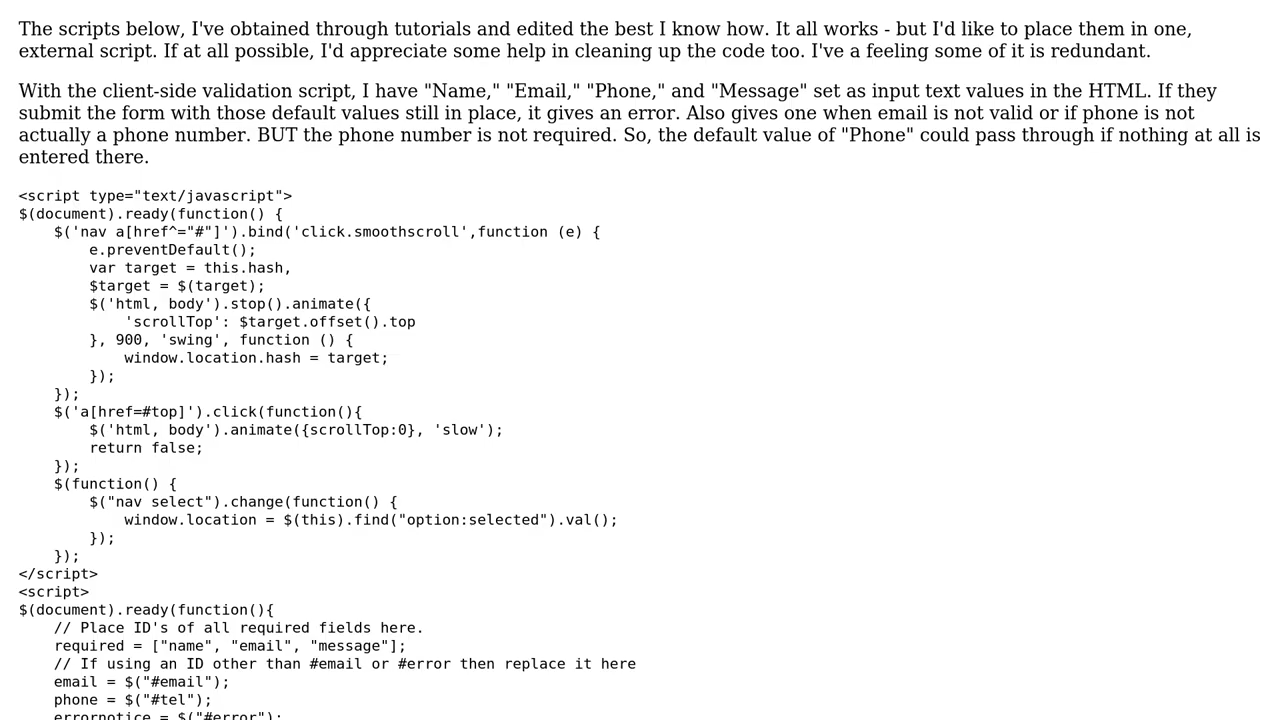 The scripts below, I've obtained through tutorials and edited the best I know how. It all works - but I'd like to place them in one,
external script. If at all possible, I'd appreciate some help in cleaning up the code too. I've a feeling some of it is redundant.
With the client-side validation script, I have "Name," "Email," "Phone," and "Message" set as input text values in the HTML. If they
submit the form with those default values still in place, it gives an error. Also gives one when email is not valid or if phone is not
actually a phone number. BUT the phone number is not required. So, the default value of "Phone" could pass through if nothing at all is
entered there.
<script type="text/javascript">
$(document).ready(function() {
    $('nav a[href^="#"]').bind('click.smoothscroll',function (e) {
        e.preventDefault();
        var target = this.hash,
        $target = $(target);
        $('html, body').stop().animate({
            'scrollTop': $target.offset().top
        }, 900, 'swing', function () {
            window.location.hash = target;
        });
    });
    $('a[href=#top]').click(function(){
        $('html, body').animate({scrollTop:0}, 'slow');
        return false;
    });
    $(function() {
        $("nav select").change(function() {
            window.location = $(this).find("option:selected").val();
        });
    });
</script>
<script>
$(document).ready(function(){
    // Place ID's of all required fields here.
    required = ["name", "email", "message"];
    // If using an ID other than #email or #error then replace it here
    email = $("#email");
    phone = $("#tel");
    errornotice = $("#error");